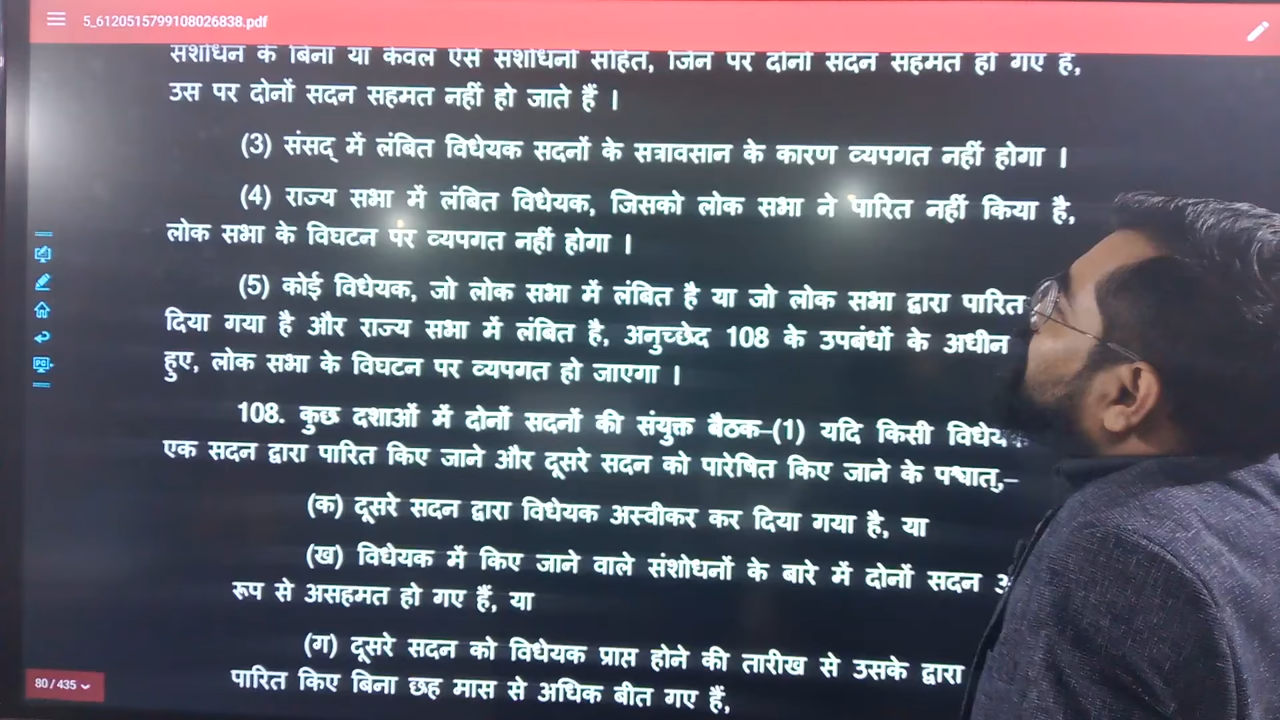 5_6120515799108026838.pdf
संशोधन के बिना या केवल ऐसे संशोधनों सहित, जिन पर दोनों सदन सहमत हो गए हैं,
उस पर दोनों सदन सहमत नहीं हो जाते हैं ।
(3) संसद् में लंबित विधेयक सदनों के सत्रावसान के कारण व्यपगत नहीं होगा ।
(4) राज्य सभा में लंबित विधेयक, जिसको लोक सभा ने पारित नहीं किया है,
लोक सभा के विघटन पर व्यपगत नहीं होगा ।
(5) कोई विधेयक, जो लोक सभा में लंबित है या जो लोक सभा द्वारा पारित
दिया गया है और राज्य सभा में लंबित है, अनुच्छेद 108 के उपबंधों के अधीन
हुए, लोक सभा के विघटन पर व्यपगत हो जाएगा ।
108. कुछ दशाओं में दोनों सदनों की संयुक्त बैठक–(1) यदि किसी
एक सदन द्वारा पारित किए जाने और दूसरे सदन को पारेषित किए जाने के पश्चात्,–
(क) दूसरे सदन द्वारा विधेयक अस्वीकर कर दिया गया है, या
(ख) विधेयक में किए जाने वाले संशोधनों के बारे में दोनों सदन
रूप से असहमत हो गए हैं, या
(ग) दूसरे सदन को विधेयक प्राप्त होने की तारीख से उसके द्वारा
पारित किए बिना छह मास से अधिक बीत गए हैं,
80 / 435